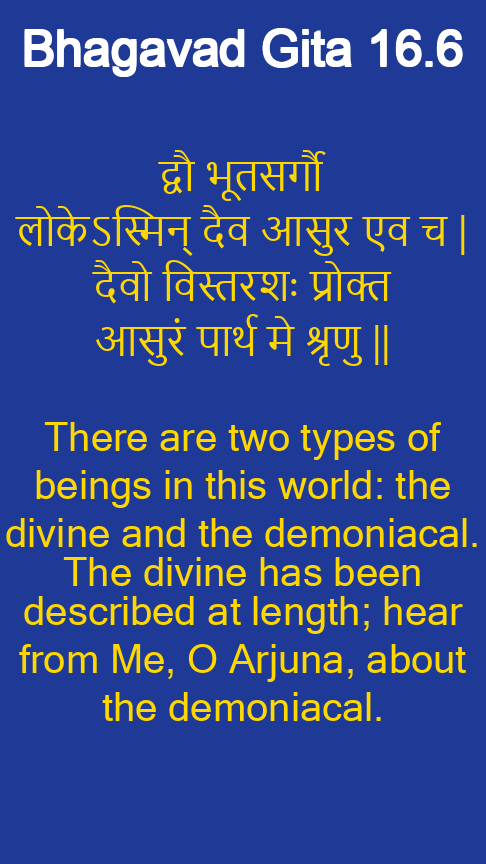 Bhagavad Gita 16.6
द्वौ भूतसर्गौ
लोकेऽस्मिन् दैव आसुर एव च |
दैवो विस्तरशः प्रोक्त
आसुरं पार्थ मे श्रृणु ||
There are two types of
beings in this world: the
divine and the demoniacal.
The divine has been
described at length; hear
from Me, O Arjuna, about
the demoniacal.